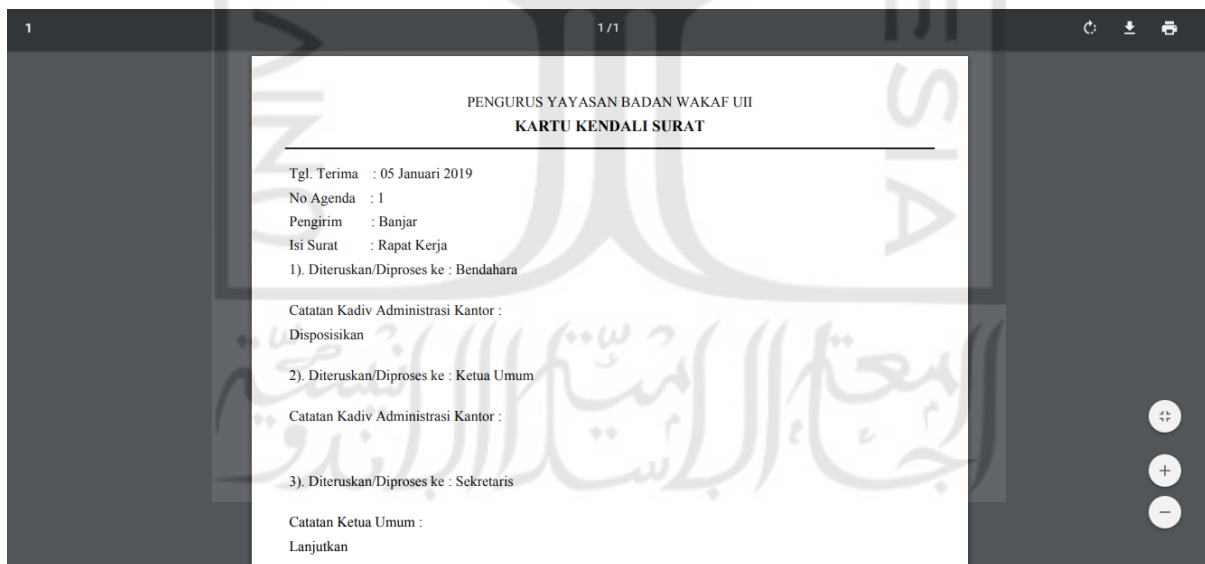 1
1 / 1
PENGURUS YAYASAN BADAN WAKAF UII
KARTU KENDALI SURAT
Tgl. Terima : 05 Januari 2019
No Agenda : 1
Pengirim : Banjar
Isi Surat : Rapat Kerja
1). Diteruskan/Diproses ke : Bendahara
Catatan Kadiv Administrasi Kantor :
Disposisikan
2). Diteruskan/Diproses ke : Ketua Umum
Catatan Kadiv Administrasi Kantor :
3). Diteruskan/Diproses ke : Sekretaris
Catatan Ketua Umum :
Lanjutkan